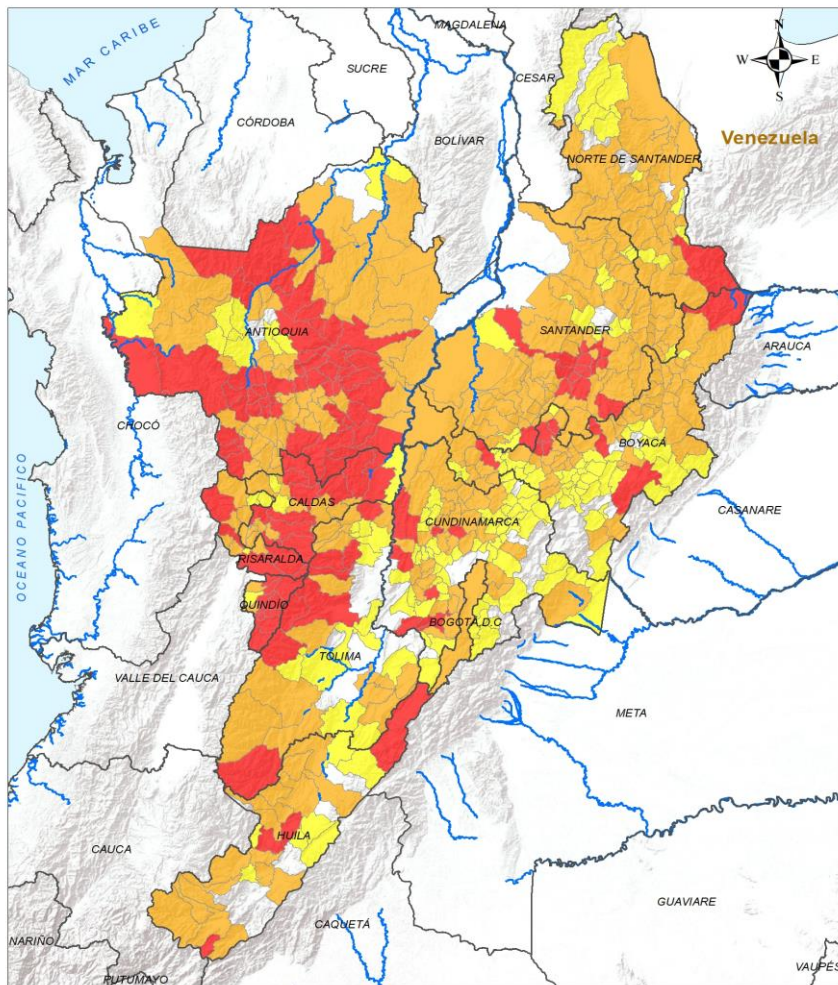 MAGDALENA
N
W E
S
MAR CARIBE
SUCRE
CESAR
CÓRDOBA
BOLÍVAR
Venezuela
NORTE DE SANTANDER
ANTIOQUIA
SANTANDER
ARAUCA
CHOCÓ
BOYACÁ
CALDAS
CASANARE
CUNDINAMARCA
OCEANO PACIFICO
RISARALDA
QUINDÍO
BOGOTÁ D.C
TOLIMA
VALLE DEL CAUCA
META
HUILA
CAUCA
GUAVIARE
CAQUETÁ
NARIÑO
VAUPÉS
PUTUMAYO